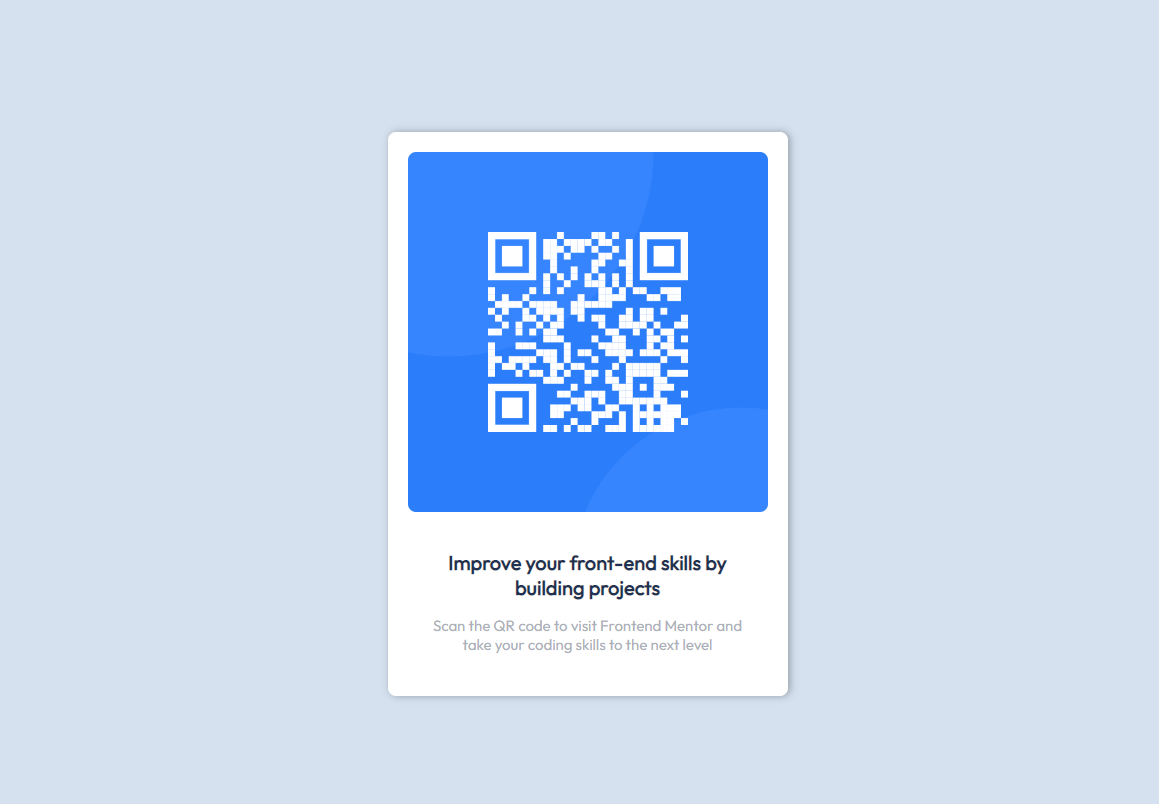 Improve your front-end skills by
building projects
Scan the QR code to visit Frontend Mentor and
take your coding skills to the next level